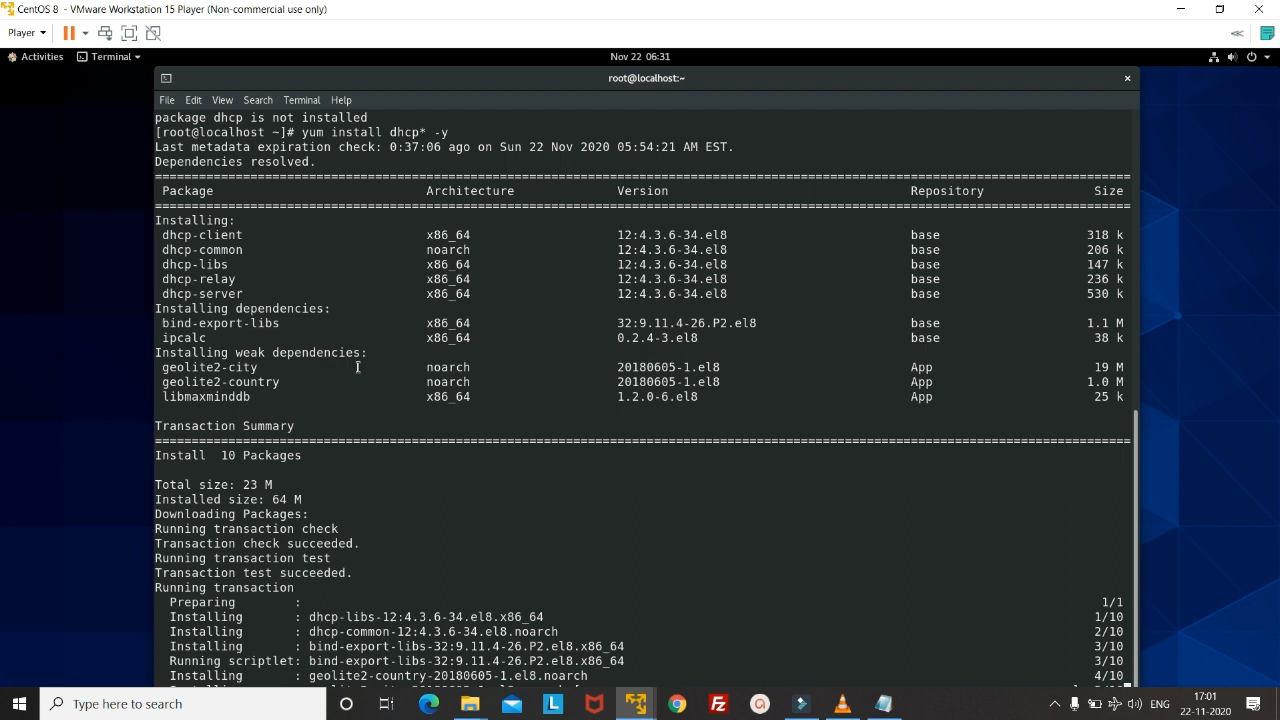 CentOS 8 - VMware Workstation 15 Player (Non-commercial use only)
Player
Activities Terminal Nov 22 06:31
root@localhost:~
File Edit View Search Terminal Help
package dhcp is not installed
[root@localhost ~]# yum install dhcp* -y
Last metadata expiration check: 0:37:06 ago on Sun 22 Nov 2020 05:54:21 AM EST.
Dependencies resolved.
================================================================================
Package Architecture Version Repository Size
================================================================================
Installing:
dhcp-client x86_64 12:4.3.6-34.el8 base 318 k
dhcp-common noarch 12:4.3.6-34.el8 base 206 k
dhcp-libs x86_64 12:4.3.6-34.el8 base 147 k
dhcp-relay x86_64 12:4.3.6-34.el8 base 236 k
dhcp-server x86_64 12:4.3.6-34.el8 base 530 k
Installing dependencies:
bind-export-libs x86_64 32:9.11.4-26.P2.el8 base 1.1 M
ipcalc x86_64 0.2.4-3.el8 base 38 k
Installing weak dependencies:
geolite2-city noarch 20180605-1.el8 App 19 M
geolite2-country noarch 20180605-1.el8 App 1.0 M
libmaxminddb x86_64 1.2.0-6.el8 App 25 k
Transaction Summary
================================================================================
Install 10 Packages
Total size: 23 M
Installed size: 64 M
Downloading Packages:
Running transaction check
Transaction check succeeded.
Running transaction test
Transaction test succeeded.
Running transaction
Preparing : 1/1
Installing : dhcp-libs-12:4.3.6-34.el8.x86_64 1/10
Installing : dhcp-common-12:4.3.6-34.el8.noarch 2/10
Installing : bind-export-libs-32:9.11.4-26.P2.el8.x86_64 3/10
Running scriptlet: bind-export-libs-32:9.11.4-26.P2.el8.x86_64 3/10
Installing : geolite2-country-20180605-1.el8.noarch 4/10
Type here to search
ENG
17:01
22-11-2020